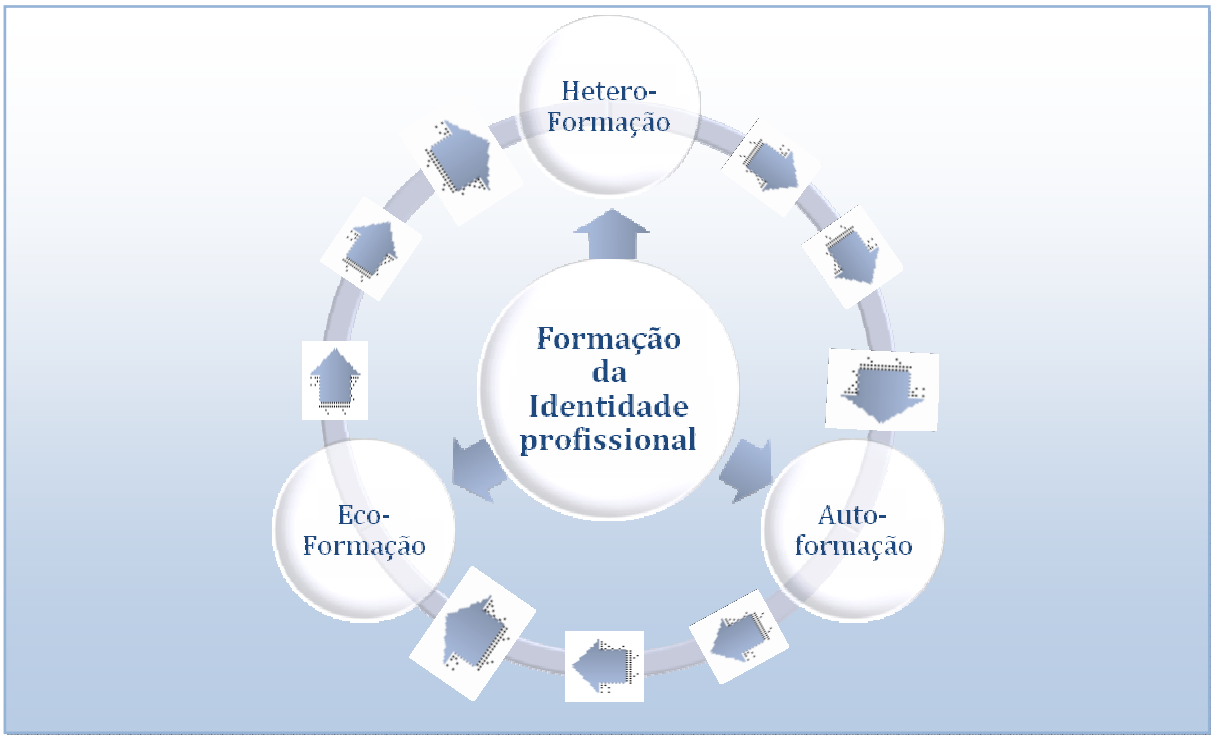 Hetero-
Formação
Formação
da
Identidade
profissional
Eco-
Formação
Auto-
formação